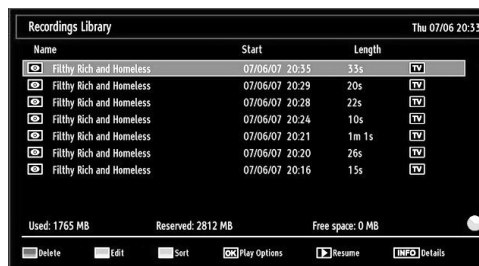 Recordings Library Thu 07/06 20:33
Name Start Length
Filthy Rich and Homeless 07/06/07 20:35 33s TV
Filthy Rich and Homeless 07/06/07 20:29 20s TV
Filthy Rich and Homeless 07/06/07 20:28 22s TV
Filthy Rich and Homeless 07/06/07 20:24 10s TV
Filthy Rich and Homeless 07/06/07 20:21 1m 1s TV
Filthy Rich and Homeless 07/06/07 20:20 26s TV
Filthy Rich and Homeless 07/06/07 20:16 15s TV
Used: 1765 MB Reserved: 2812 MB Free space: 0 MB
Delete Edit Sort OK Play Options Resume INFO Details